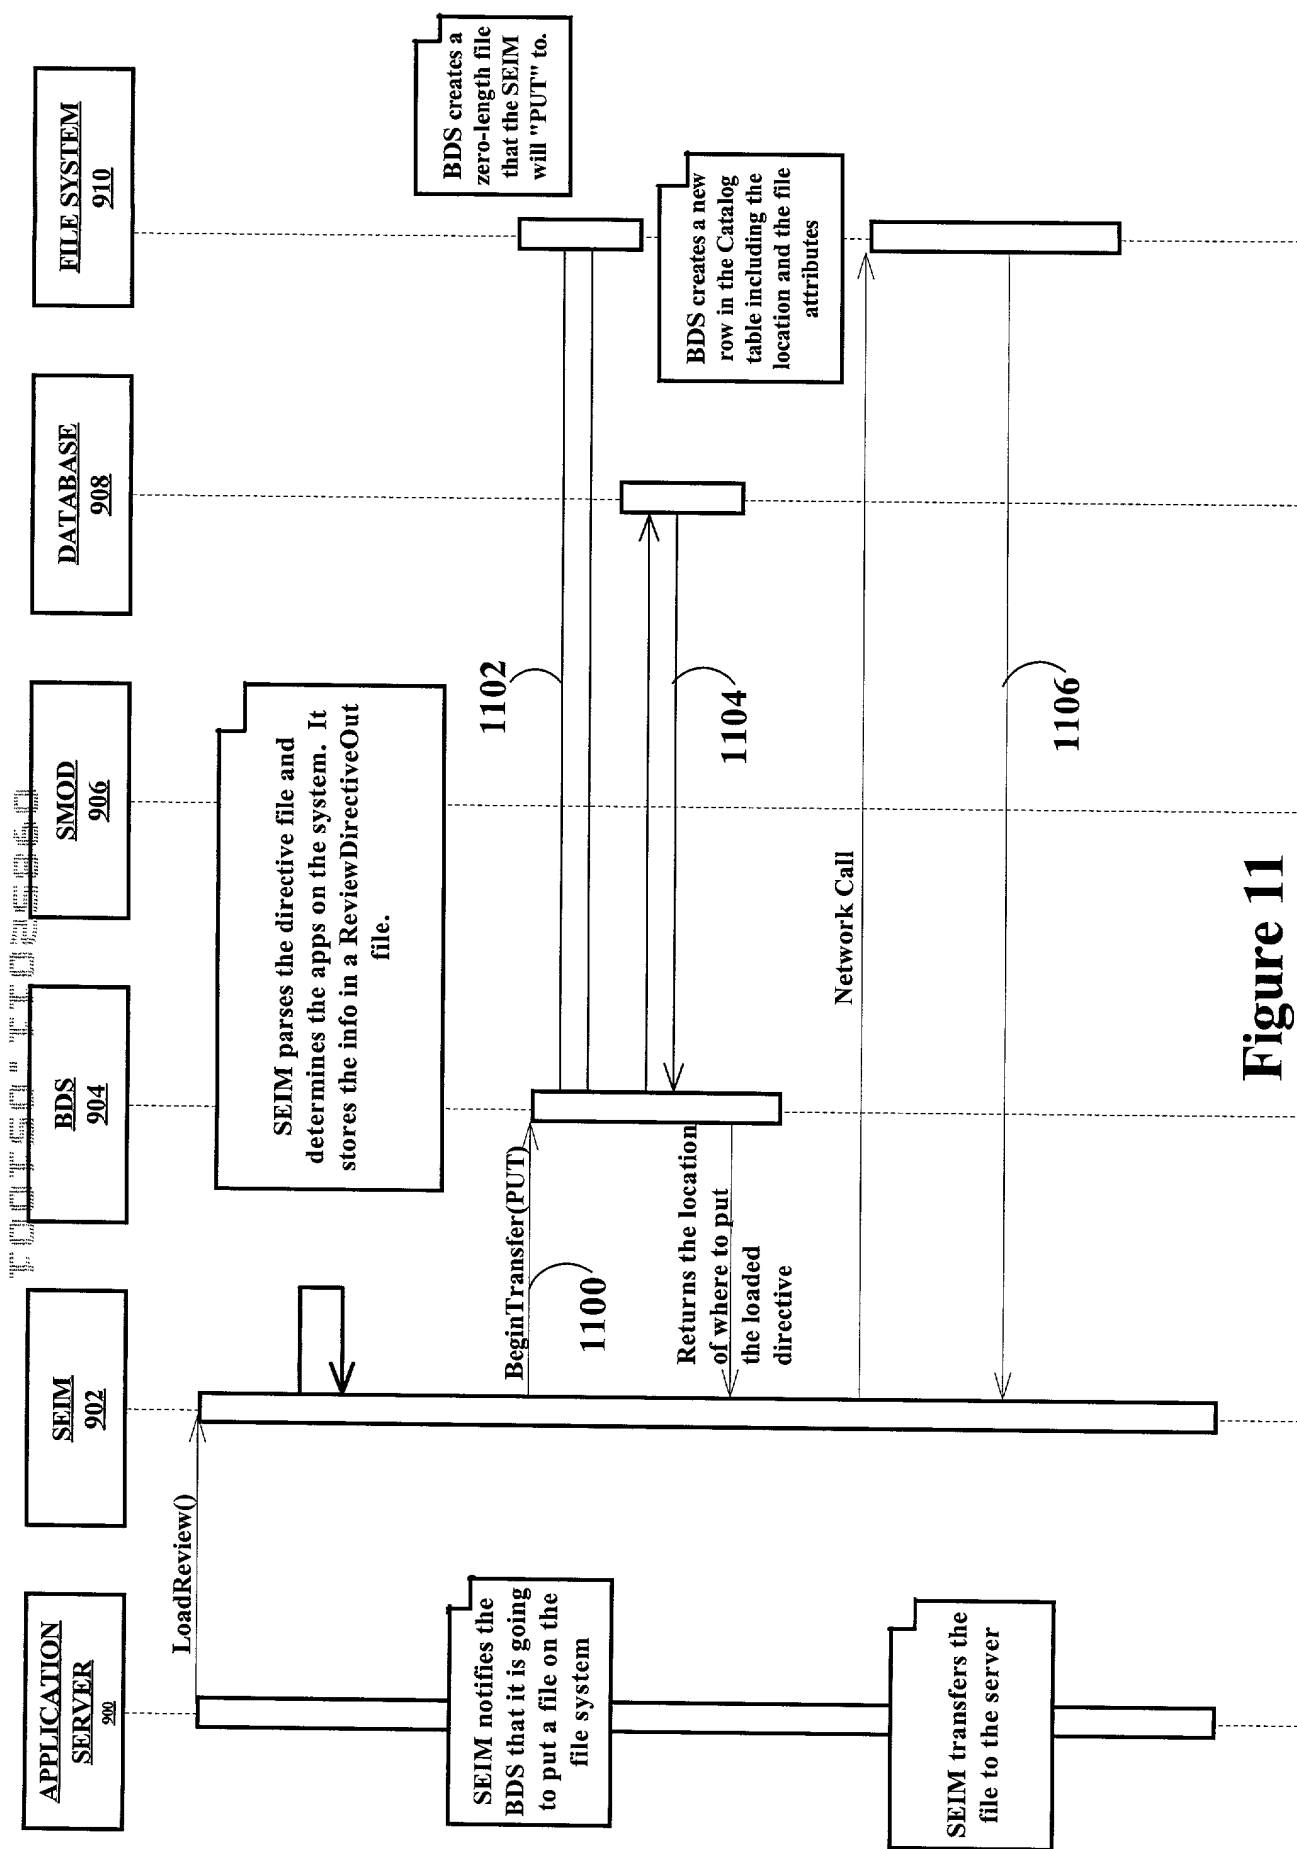 APPLICATION
SERVER
900
SEIM
902
BDS
904
SMOD
906
DATABASE
908
FILE SYSTEM
910
LoadReview()
SEIM parses the directive file and
determines the apps on the system. It
stores the info in a ReviewDirectiveOut
file.
BDS creates a
zero-length file
that the SEIM
will "PUT" to.
SEIM notifies the
BDS that it is going
to put a file on the
file system
BeginTransfer(PUT)
1100
1102
1104
BDS creates a new
row in the Catalog
table including the
location and the file
attributes
Returns the location
of where to put
the loaded
directive
Network Call
SEIM transfers the
file to the server
1106
Figure 11